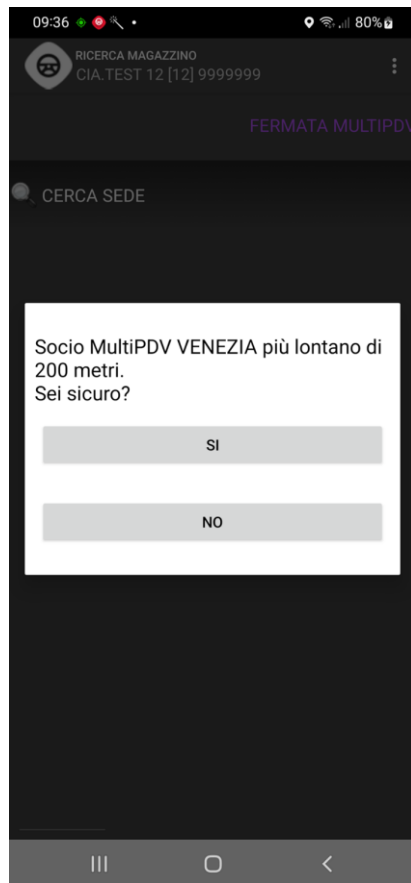 09:36
80%
RICERCA MAGAZZINO
CIA.TEST 12 [12] 9999999
FERMATA MULTIPDV
CERCA SEDE
Socio MultiPDV VENEZIA più lontano di
200 metri.
Sei sicuro?
SI
NO